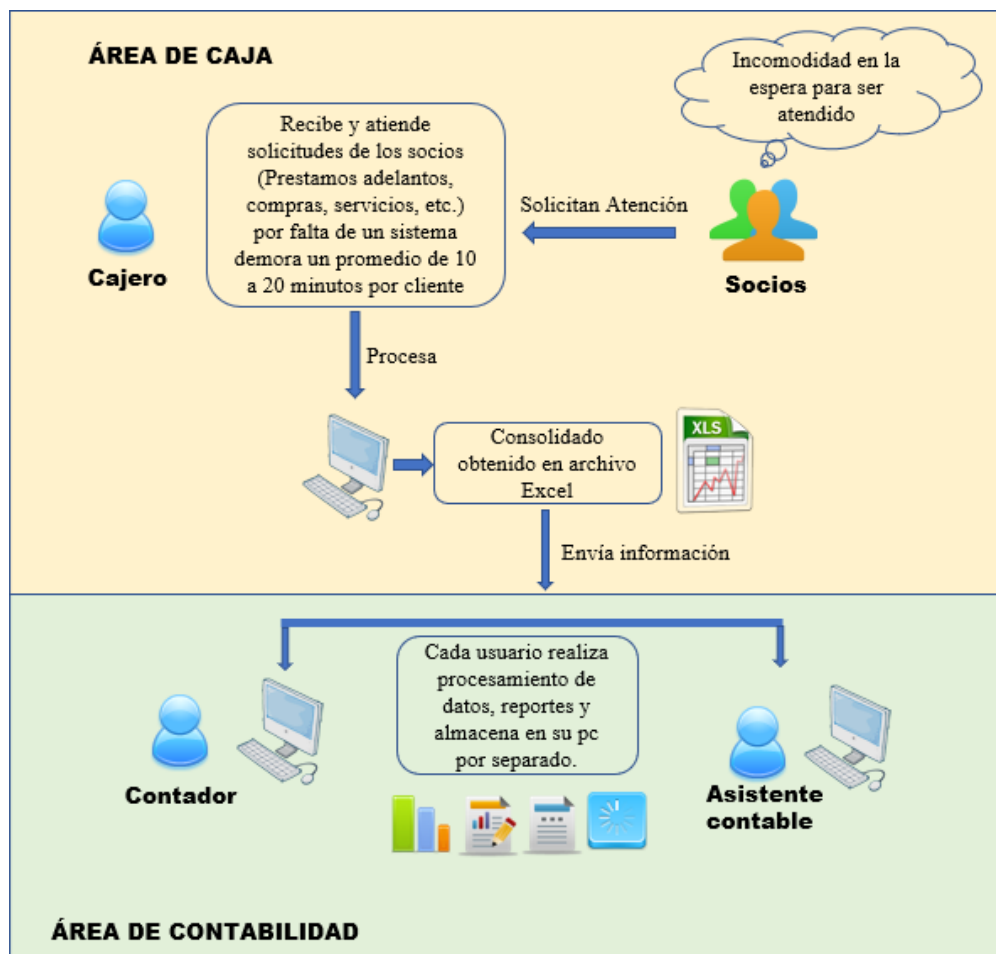 ÁREA DE CAJA
Incomodidad en la
espera para ser
atendido
Recibe y atiende
solicitudes de los socios
(Prestamos adelantos,
compras, servicios, etc.)
por falta de un sistema
demora un promedio de 10
a 20 minutos por cliente
Solicitan Atención
Cajero
Socios
Procesa
Consolidado
obtenido en archivo
Excel
XLS
Envía información
Cada usuario realiza
procesamiento de
datos, reportes y
almacena en su pc
por separado.
Contador
Asistente
contable
ÁREA DE CONTABILIDAD